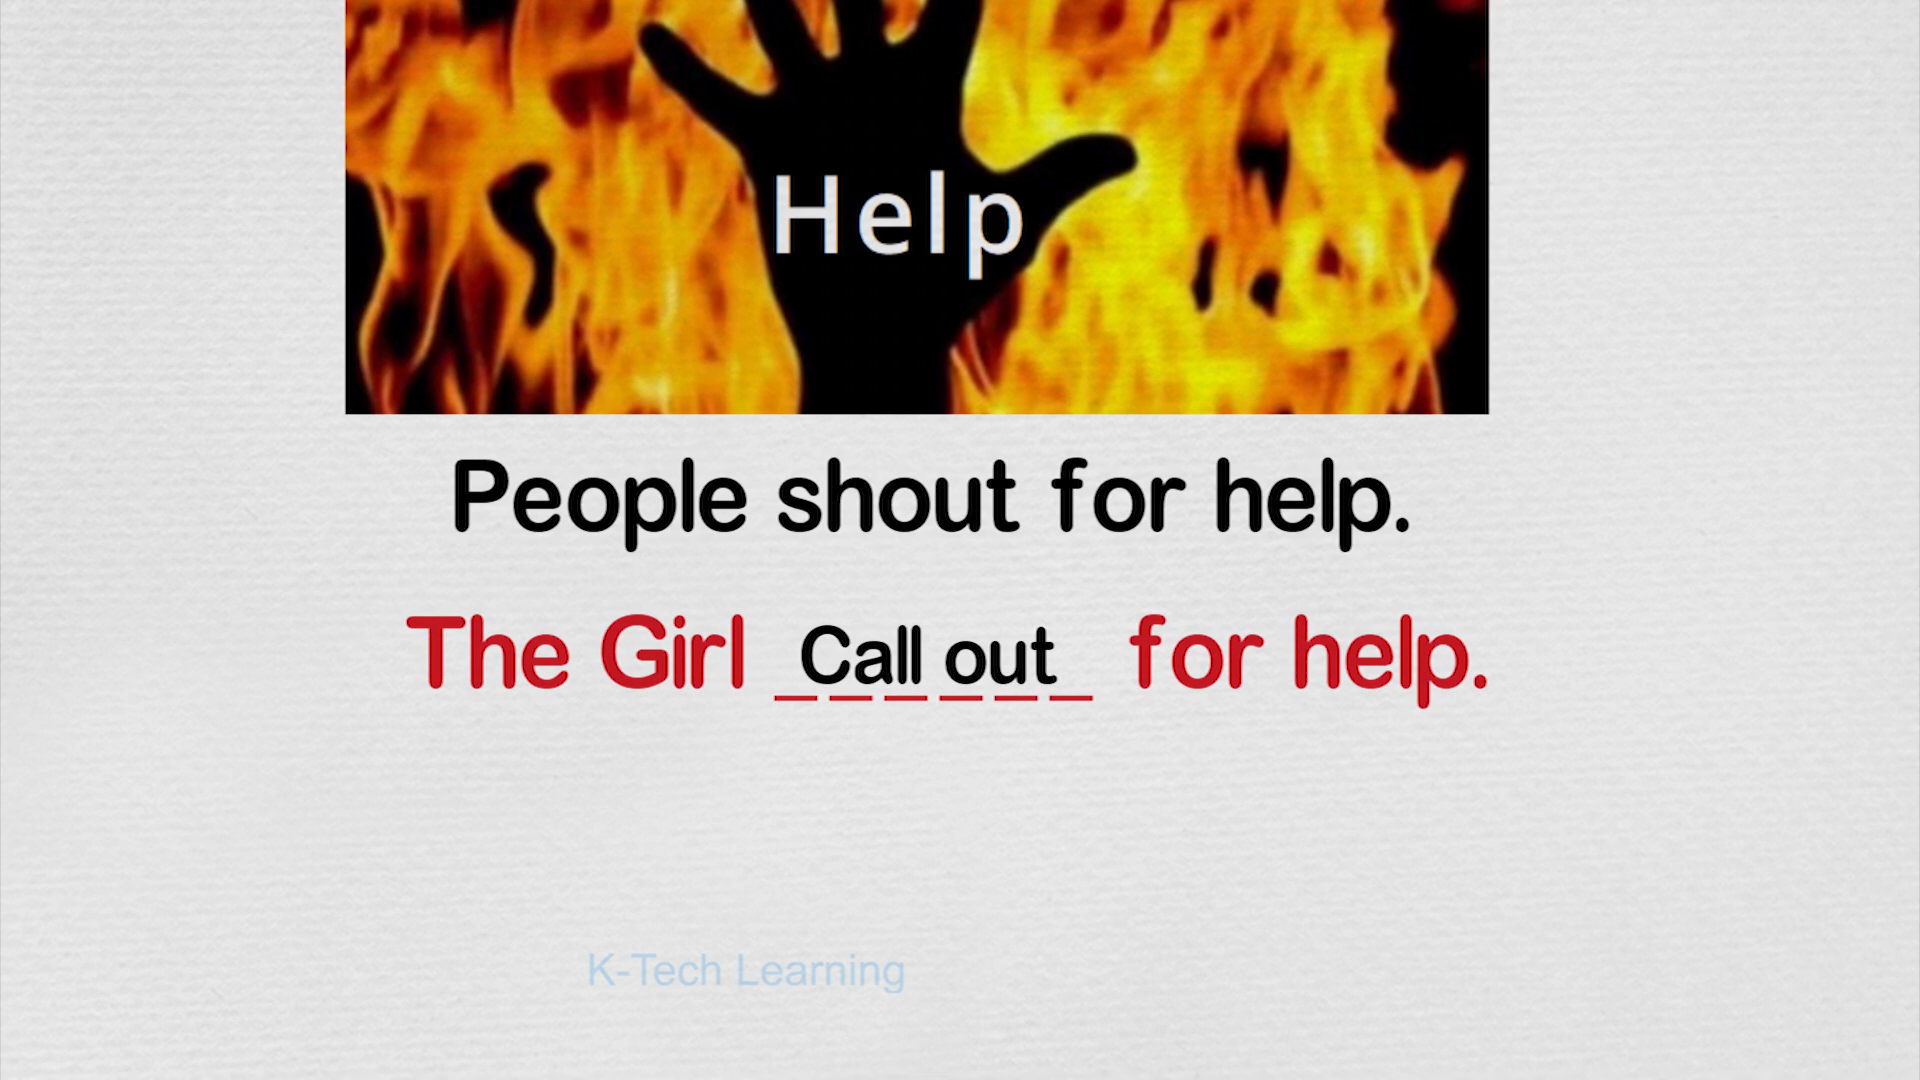 Help
People shout for help.
The Girl Call out for help.
K-Tech Learning